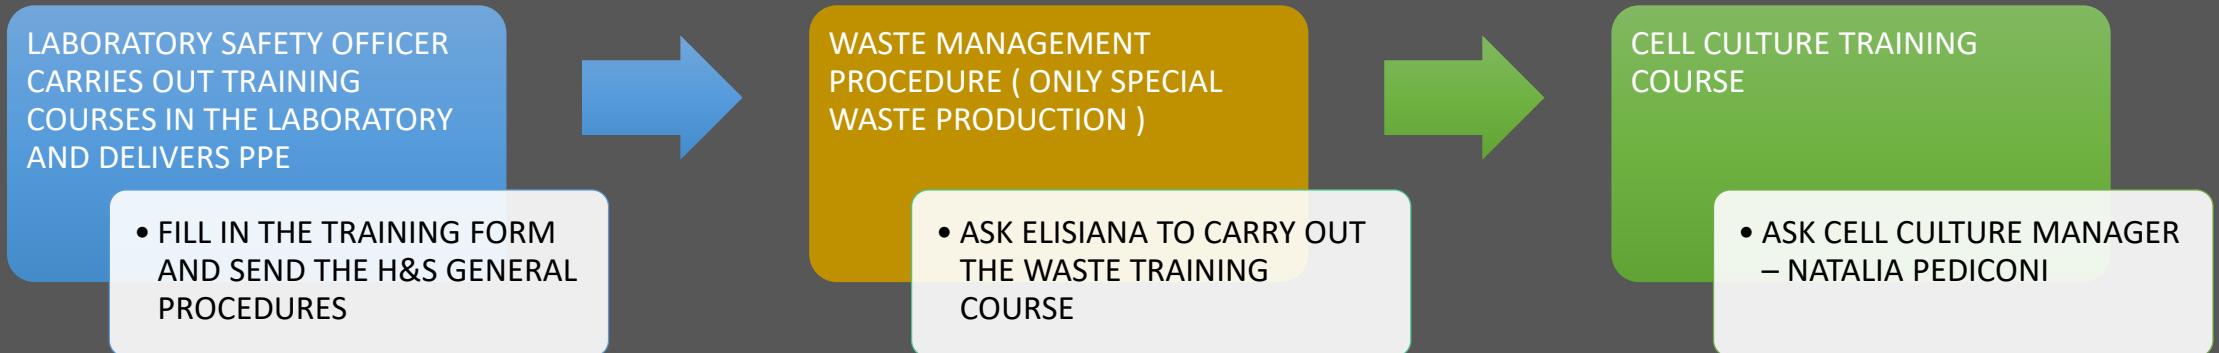 LABORATORY SAFETY OFFICER
CARRIES OUT TRAINING
COURSES IN THE LABORATORY
AND DELIVERS PPE
• FILL IN THE TRAINING FORM
AND SEND THE H&S GENERAL
PROCEDURES
WASTE MANAGEMENT
PROCEDURE ( ONLY SPECIAL
WASTE PRODUCTION )
• ASK ELISIANA TO CARRY OUT
THE WASTE TRAINING
COURSE
CELL CULTURE TRAINING
COURSE
• ASK CELL CULTURE MANAGER
– NATALIA PEDICONI